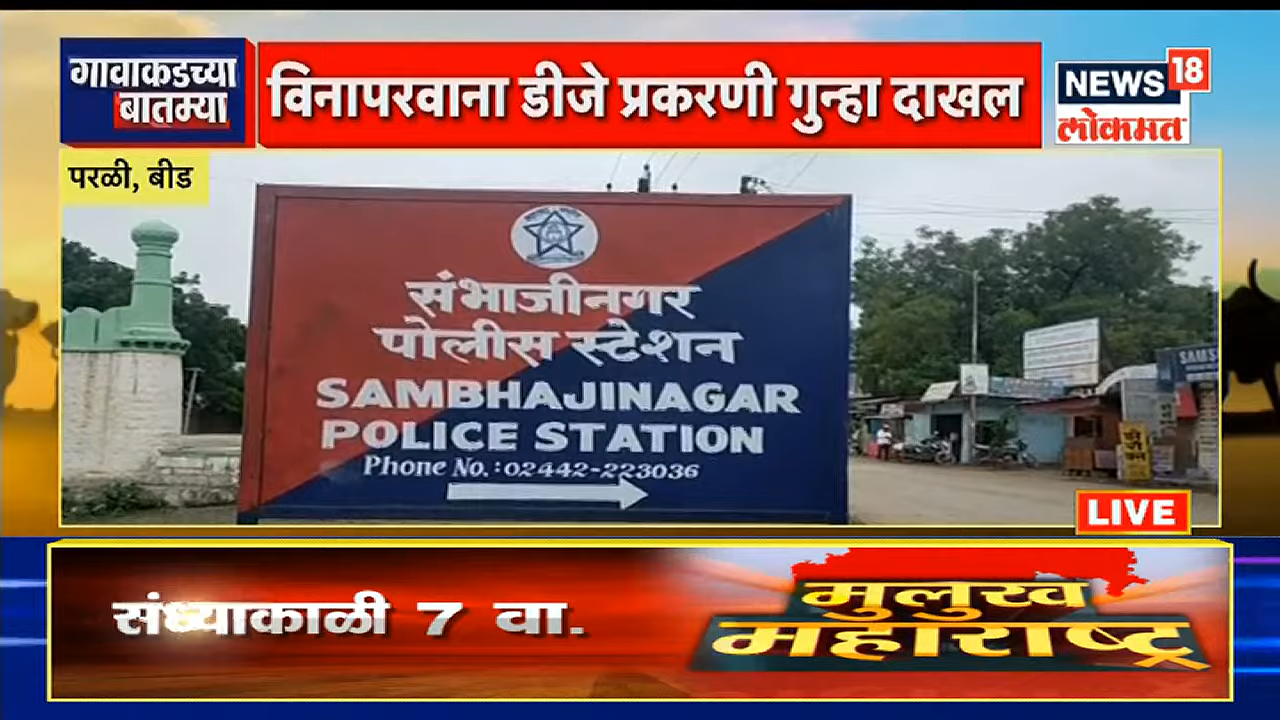 गावाकडच्या
बातम्या
विनापरवाना डीजे प्रकरणी गुन्हा दाखल
NEWS 18
लोकमत
परळी, बीड
संभाजीनगर
पोलीस स्टेशन
SAMBHAJINAGAR
POLICE STATION
Phone No. : 02442-223036
SAMS
LIVE
संध्याकाळी 7 वा.
मुलुख
महाराष्ट्र